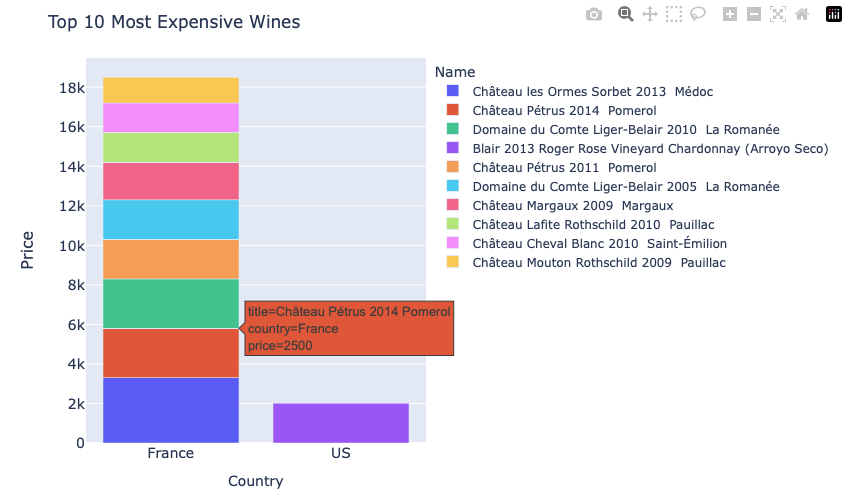 Top 10 Most Expensive Wines
Price
18k
16k
14k
12k
10k
8k
6k
4k
2k
0
title=Château Pétrus 2014 Pomerol
country=France
price=2500
France
US
Country
Name
Château les Ormes Sorbet 2013  Médoc
Château Pétrus 2014  Pomerol
Domaine du Comte Liger-Belair 2010  La Romanée
Blair 2013 Roger Rose Vineyard Chardonnay (Arroyo Seco)
Château Pétrus 2011  Pomerol
Domaine du Comte Liger-Belair 2005  La Romanée
Château Margaux 2009  Margaux
Château Lafite Rothschild 2010  Pauillac
Château Cheval Blanc 2010  Saint-Émilion
Château Mouton Rothschild 2009  Pauillac